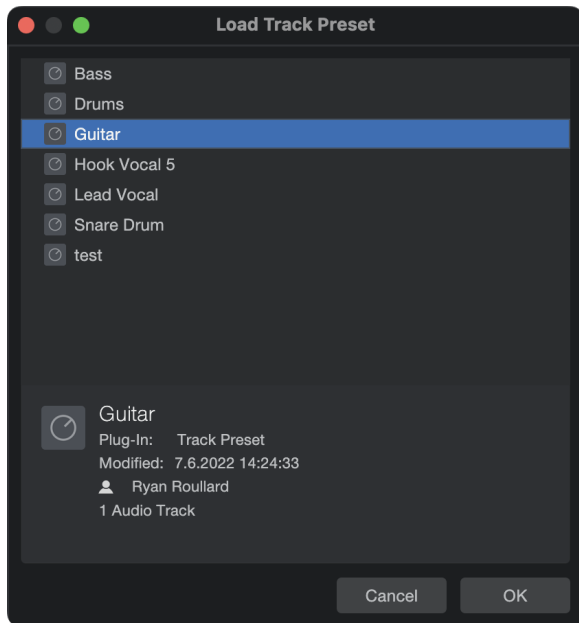 Load Track Preset
Bass
Drums
Guitar
Hook Vocal 5
Lead Vocal
Snare Drum
test
Guitar
Plug-In: Track Preset
Modified: 7.6.2022 14:24:33
Ryan Roullard
1 Audio Track
Cancel OK